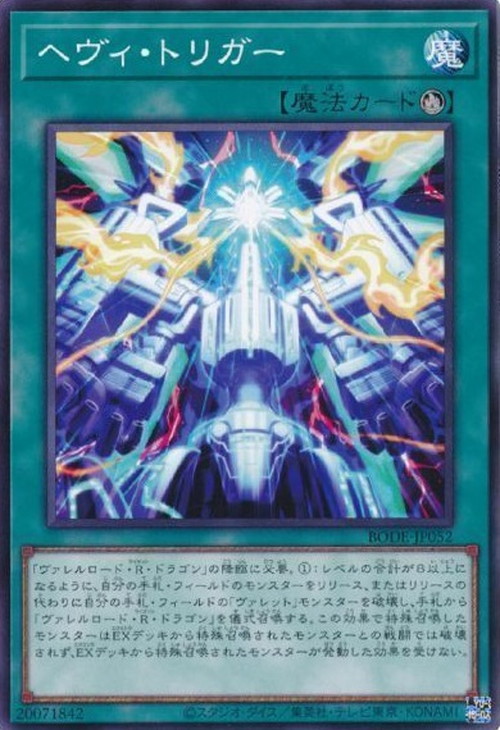 ヘヴィ・トリガー
魔
【魔法カード】
BODE-JP052
「ヴァレルロード・R・ドラゴン」の降臨に必要。①:レベルの合計が8以上に
なるように、自分の手札・フィールドのモンスターをリリース、またはリリースの
代わりに自分の手札・フィールドの「ヴァレット」モンスターを破壊し、手札から
「ヴァレルロード・R・ドラゴン」を儀式召喚する。この効果で特殊召喚した
モンスターはEXデッキから特殊召喚されたモンスターとの戦闘では破壊
されず、EXデッキから特殊召喚されたモンスターが発動した効果を受けない。
20071842
©スタジオ・ダイス/集英社・テレビ東京・KONAMI